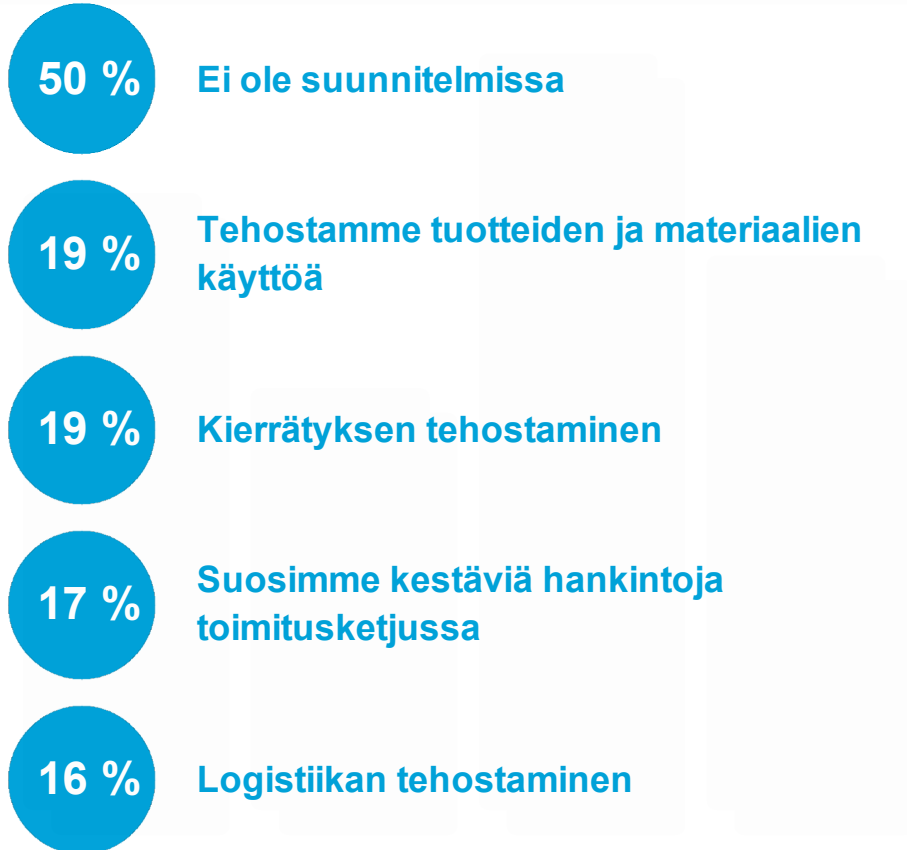 50 %
Ei ole suunnitelmissa
19 %
Tehostamme tuotteiden ja materiaalien
käyttöä
19 %
Kierrätyksen tehostaminen
17 %
Suosimme kestäviä hankintoja
toimitusketjussa
16 %
Logistiikan tehostaminen